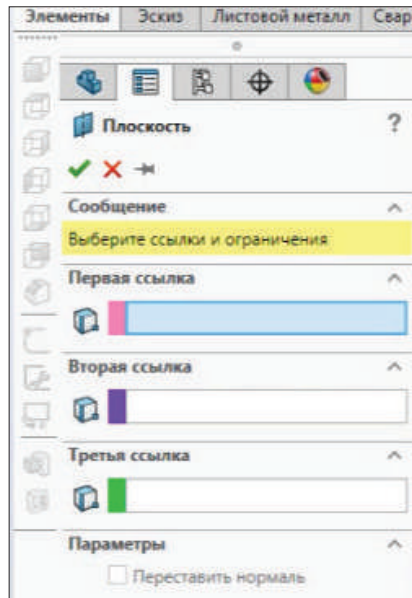 Элементы Эскиз Листовой металл Свар
Плоскость ?
Сообщение
Выберите ссылки и ограничения
Первая ссылка
Вторая ссылка
Третья ссылка
Параметры
Переставить нормаль